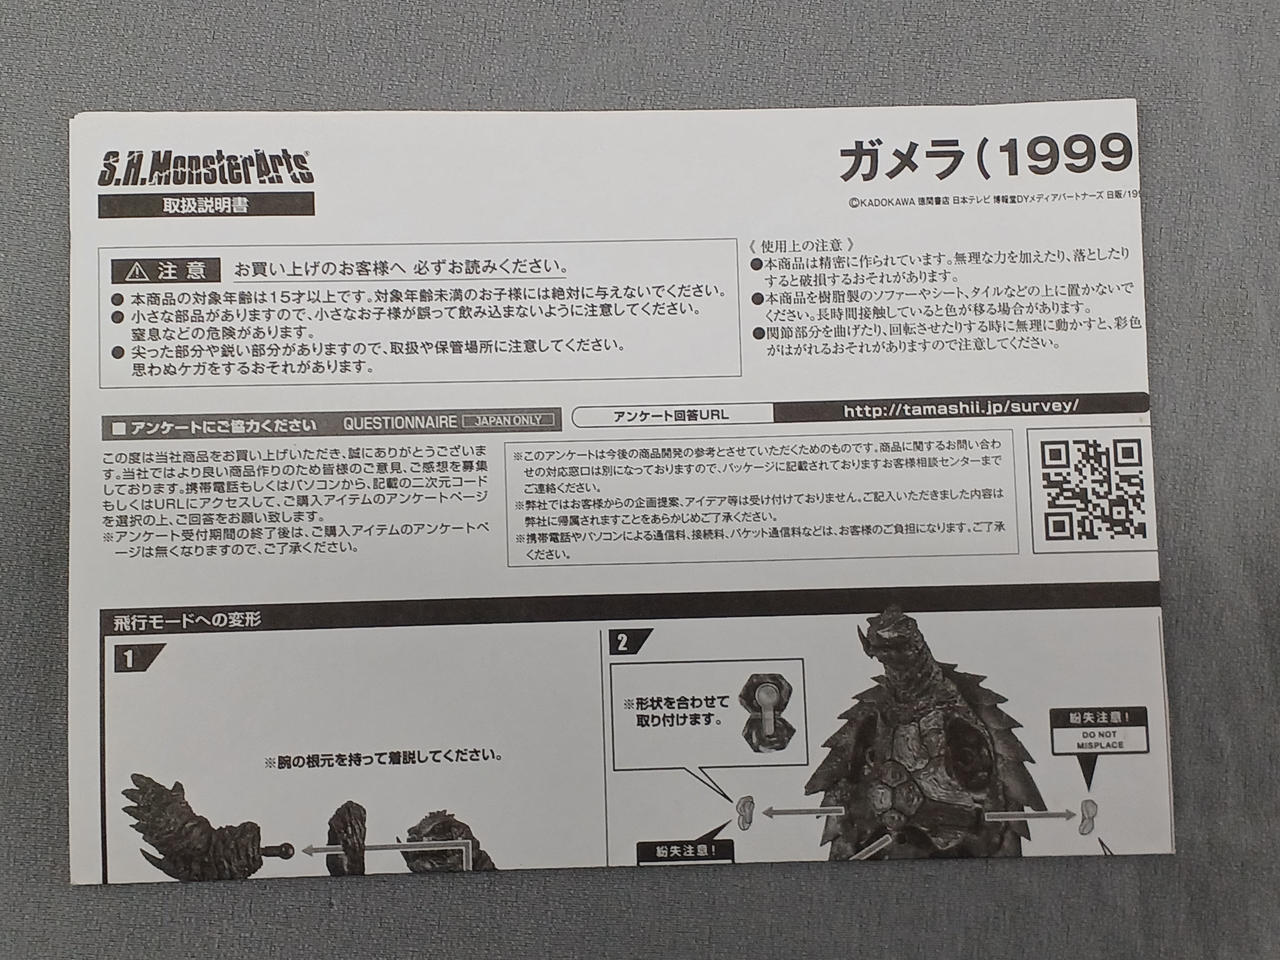 S.H.MonsterArts
取扱説明書
ガメラ(1999
©KADOKAWA 徳間書店 日本テレビ 博報堂DYメディアパートナーズ 日販/199
⚠注意 お買い上げのお客様へ 必ずお読みください。
●本商品の対象年齢は15才以上です。対象年齢未満のお子様には絶対に与えないでください。
●小さな部品がありますので、小さなお子様が誤って飲み込まないように注意してください。
窒息などの危険があります。
●尖った部分や鋭い部分がありますので、取扱や保管場所に注意してください。
思わぬケガをするおそれがあります。
《 使用上の注意 》
●本商品は精密に作られています。無理な力を加えたり、落としたり
すると破損するおそれがあります。
●本商品を樹脂製のソファーやシート、タイルなどの上に置かないで
ください。長時間接触していると色が移る場合があります。
●関節部分を曲げたり、回転させたりする時に無理に動かすと、彩色
がはがれるおそれがありますので注意してください。
■アンケートにご協力ください QUESTIONNAIRE JAPAN ONLY
アンケート回答URL http://tamashii.jp/survey/
この度は当社商品をお買い上げいただき、誠にありがとうございま
す。当社ではより良い商品作りのため皆様のご意見、ご感想を募集
しております。携帯電話もしくはパソコンから、記載の二次元コード
もしくはURLにアクセスして、ご購入アイテムのアンケートページ
を選択の上、ご回答をお願い致します。
※アンケート受付期間の終了後は、ご購入アイテムのアンケートペ
ージは無くなりますので、ご了承ください。
※このアンケートは今後の商品開発の参考とさせていただくためのものです。商品に関するお問い合わ
せの対応窓口は別になっておりますので、パッケージに記載されておりますお客様相談センターまで
ご連絡ください。
※弊社ではお客様からの企画提案、アイデア等は受け付けておりません。ご記入いただきました内容は
弊社に帰属されますことをあらかじめご了承ください。
※携帯電話やパソコンによる通信料、接続料、パケット通信料などは、お客様のご負担になります。ご了承
ください。
飛行モードへの変形
1
※腕の根元を持って着脱してください。
2
※形状を合わせて
取り付けます。
紛失注意!
DO NOT
MISPLACE
紛失注意!